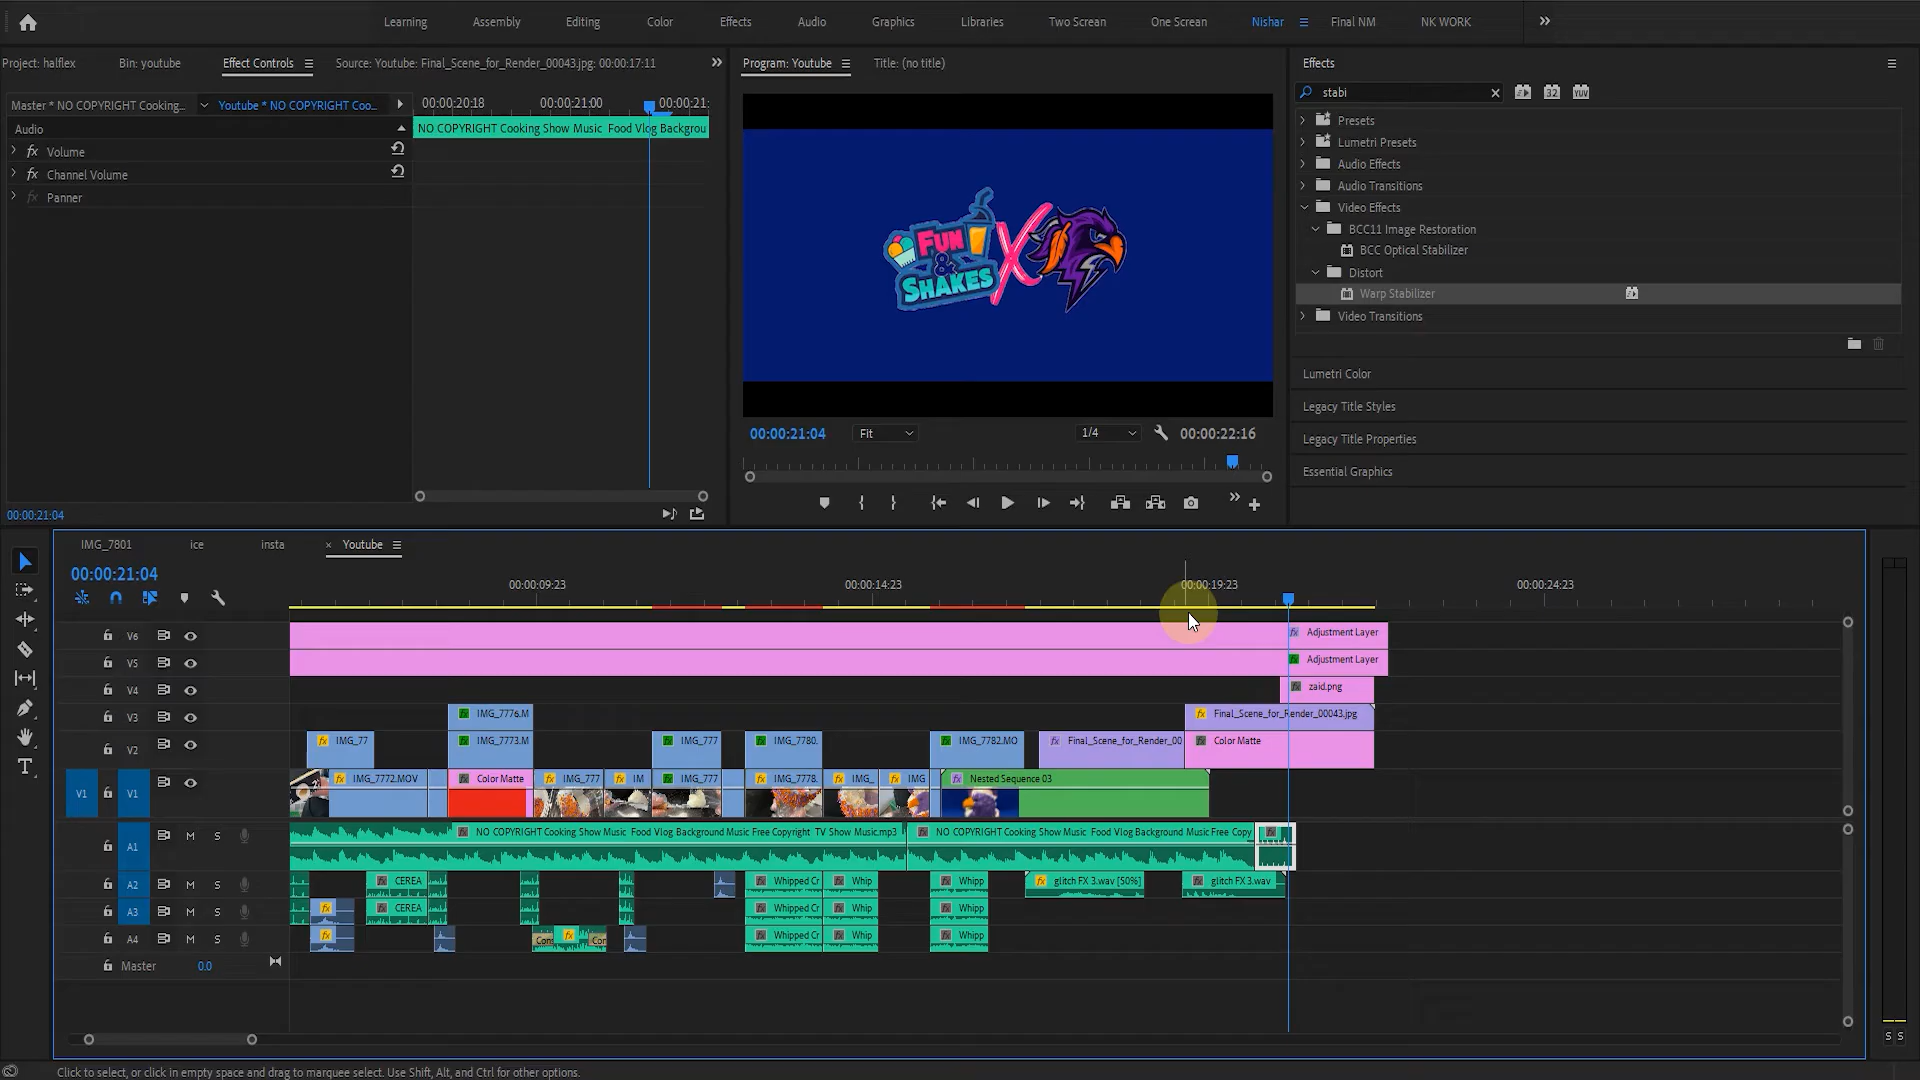 Learning Assembly Editing Color Effects Audio Graphics Libraries Two Screan One Screan Nishar Final NM NK WORK
Project: halflex Bin: youtube Effect Controls Source: Youtube: Final_Scene_for_Render_00043.jpg: 00:00:17:11
Program: Youtube Title: (no title)
Effects
Master * NO COPYRIGHT Cooking... Youtube * NO COPYRIGHT Coo...
00:00:20:18 00:00:21:00 00:00:21:
stabi
32 YUV
Audio
NO COPYRIGHT Cooking Show Music Food Vlog Backgrou
Volume
Channel Volume
Panner
00:00:21:04
FUN
&
SHAKES
X
00:00:21:04 Fit 1/4 00:00:22:16
Presets
Lumetri Presets
Audio Effects
Audio Transitions
Video Effects
BCC11 Image Restoration
BCC Optical Stabilizer
Distort
Warp Stabilizer
Video Transitions
Lumetri Color
Legacy Title Styles
Legacy Title Properties
Essential Graphics
IMG_7801 ice insta × Youtube
00:00:21:04
00:00:09:23 00:00:14:23 00:00:19:23 00:00:24:23
V6 fx Adjustment Layer
V5 Adjustment Layer
V4 zaid.png
V3 IMG_7776.M Final_Scene_for_Render_00043.jpg
V2 IMG_77 IMG_7773.M IMG_777 IMG_7780. IMG_7782.MO Final_Scene_for_Render_00 Color Matte
V1 V1 IMG_7772.MOV Color Matte IMG_777 IM IMG_777 IMG_7778. IMG_ IMG Nested Sequence 03
A1 M S NO COPYRIGHT Cooking Show Music Food Vlog Background Music Free Copyright TV Show Music.mp3 NO COPYRIGHT Cooking Show Music Food Vlog Background Music Free Copy
A2 M S CEREA Whipped Cr Whip Whipp glitch FX 3.wav [50%] glitch FX 3.wav
A3 M S fx CEREA Whipped Cr Whip Whipp
A4 M S fx Con fx Con Whipped Cr Whip Whipp
Master 0.0
S S
Click to select, or click in empty space and drag to marquee select. Use Shift, Alt, and Ctrl for other options.